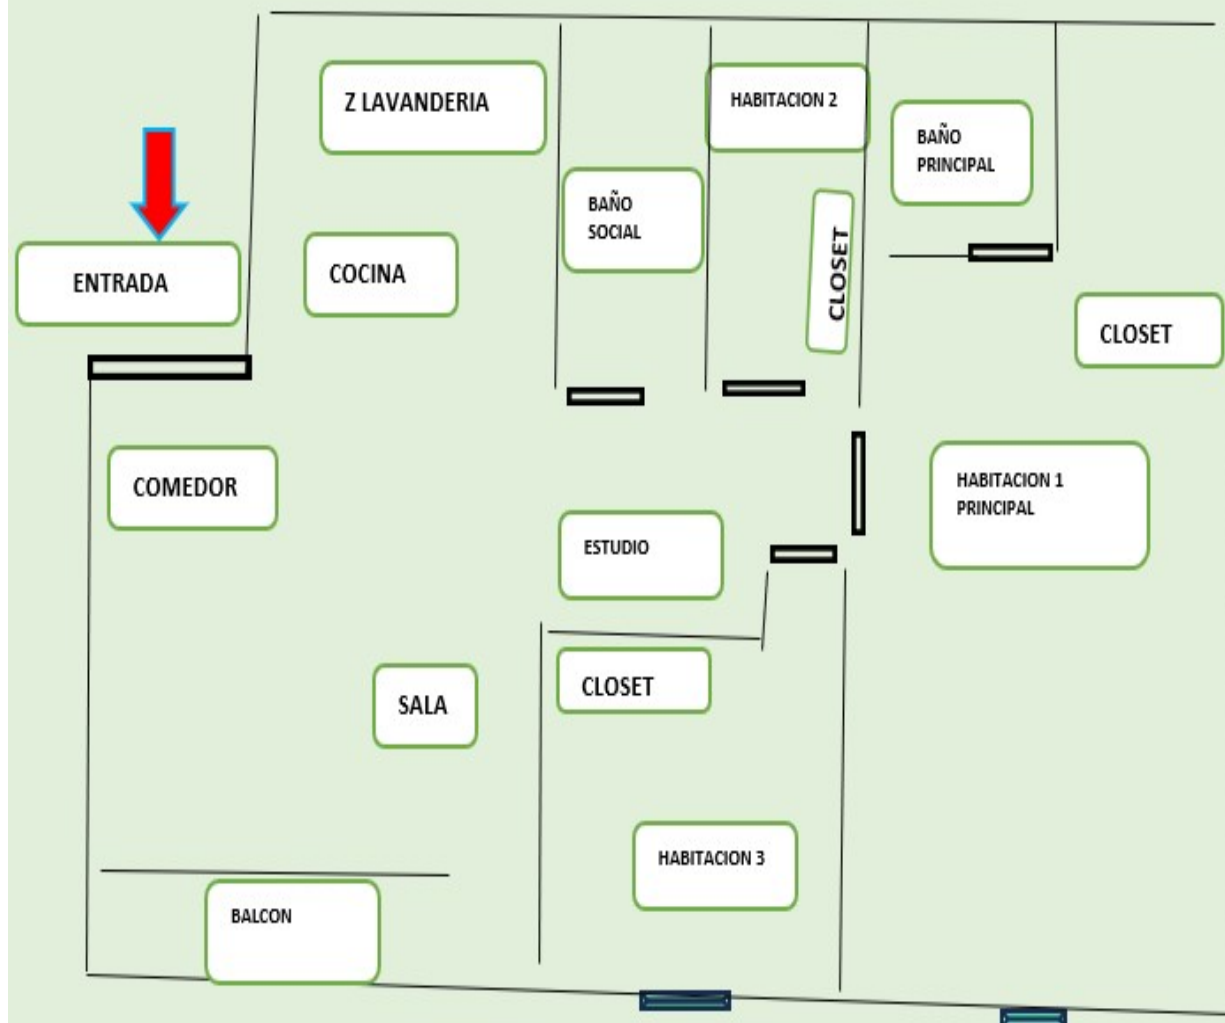 Z LAVANDERIA
HABITACION 2
BAÑO
PRINCIPAL
BAÑO
SOCIAL
ENTRADA
COCINA
CLOSET
CLOSET
COMEDOR
HABITACION 1
PRINCIPAL
ESTUDIO
CLOSET
SALA
HABITACION 3
BALCON